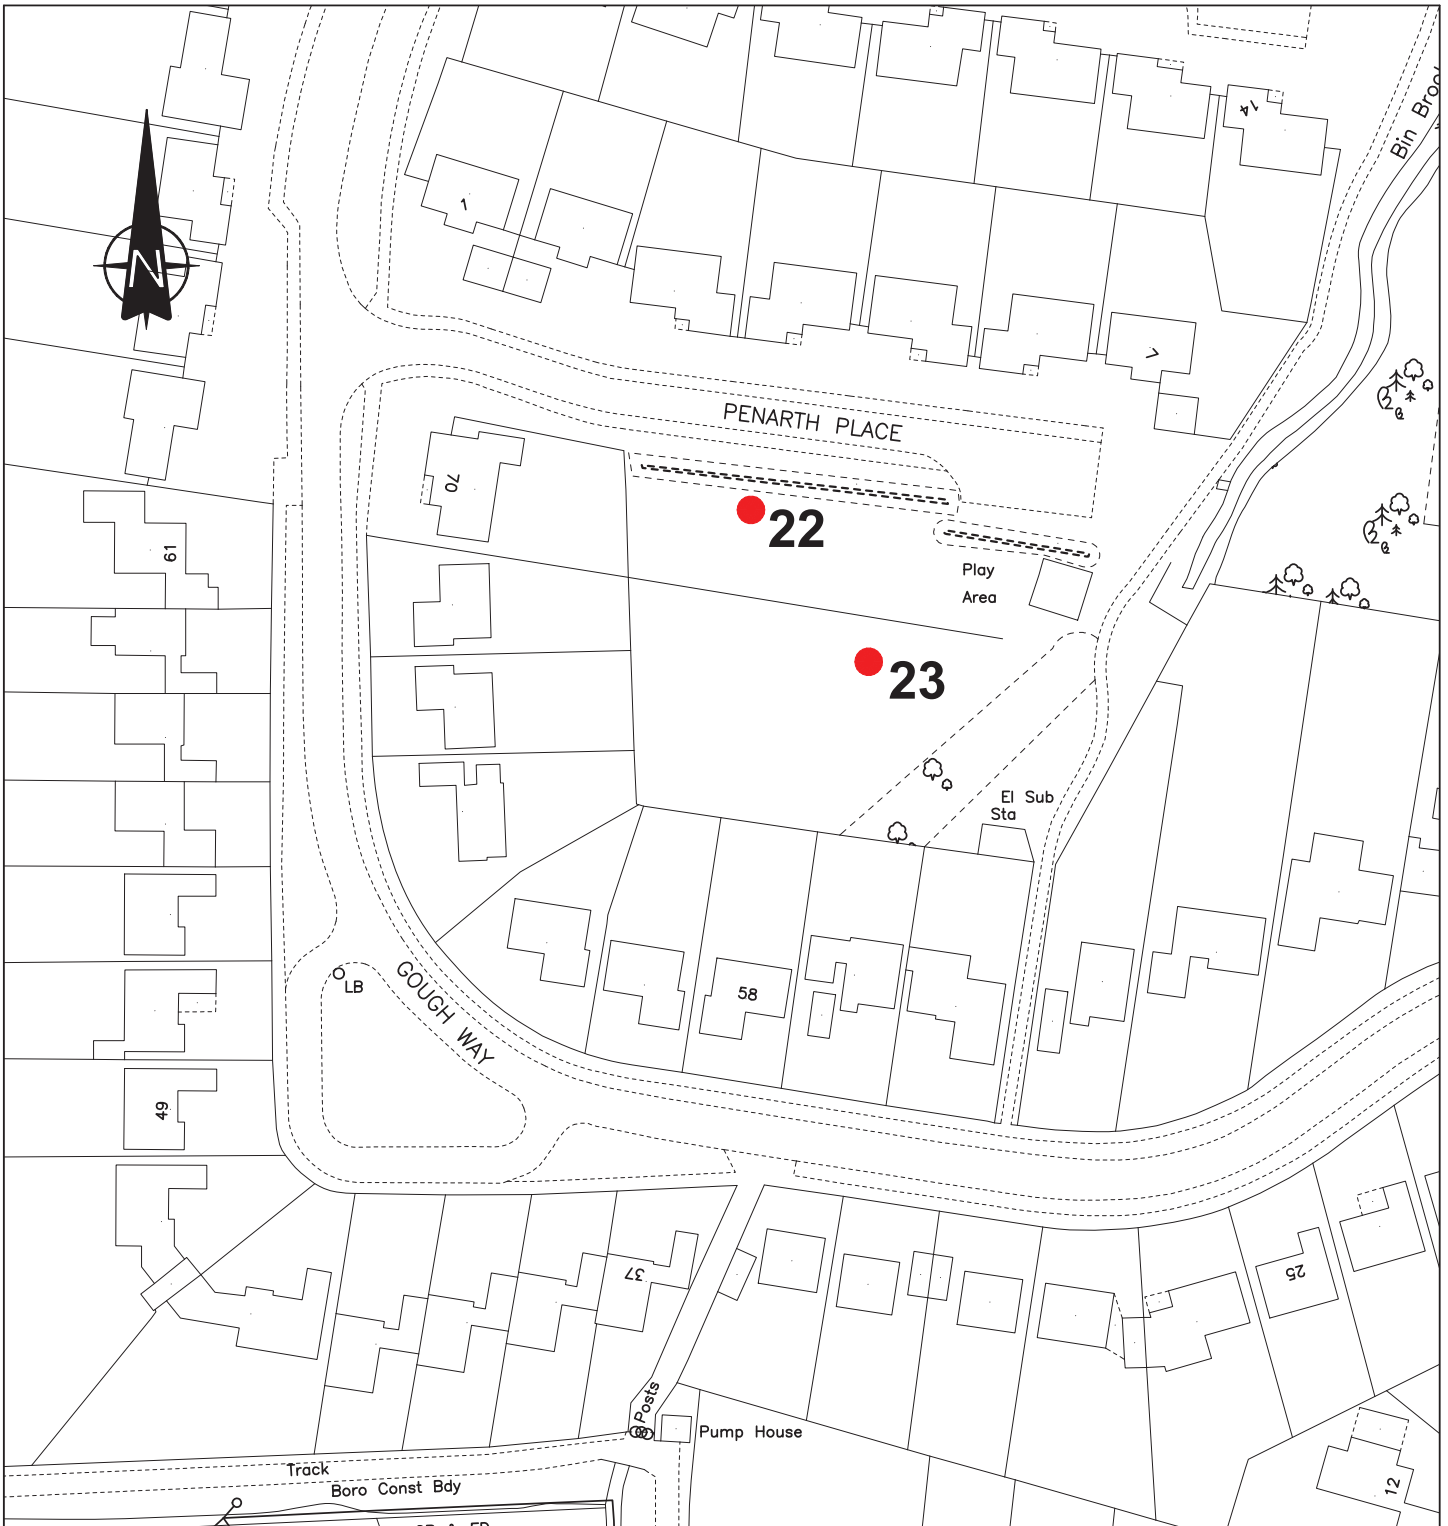 14
Bin Broo
1
N
7
PENARTH PLACE
70
22
61
Play
Area
23
El Sub
Sta
GOUGH WAY
LB
58
49
37
25
Posts
Pump House
Track
Boro Const Bdy
12